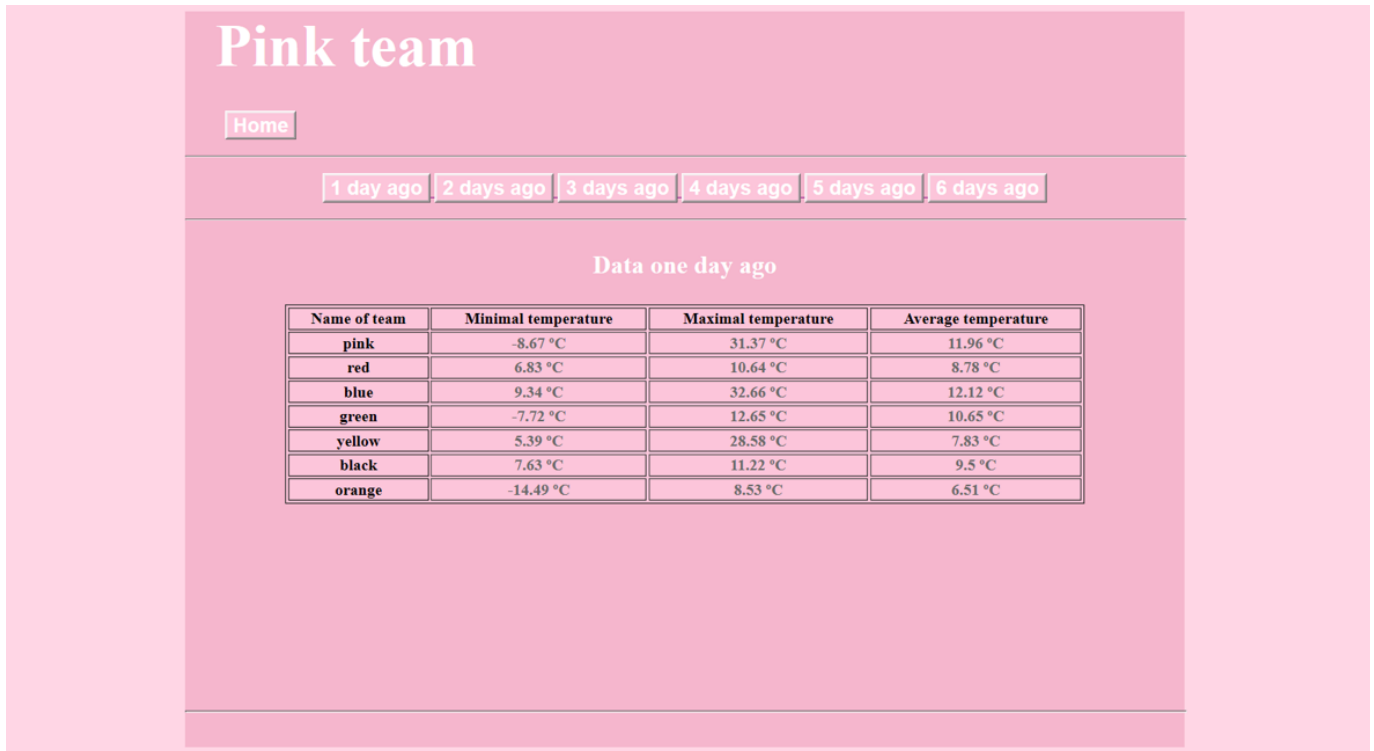 Pink team
Home
1 day ago 2 days ago 3 days ago 4 days ago 5 days ago 6 days ago
Data one day ago
Name of team Minimal temperature Maximal temperature Average temperature
pink -8.67 °C 31.37 °C 11.96 °C
red 6.83 °C 10.64 °C 8.78 °C
blue 9.34 °C 32.66 °C 12.12 °C
green -7.72 °C 12.65 °C 10.65 °C
yellow 5.39 °C 28.58 °C 7.83 °C
black 7.63 °C 11.22 °C 9.5 °C
orange -14.49 °C 8.53 °C 6.51 °C